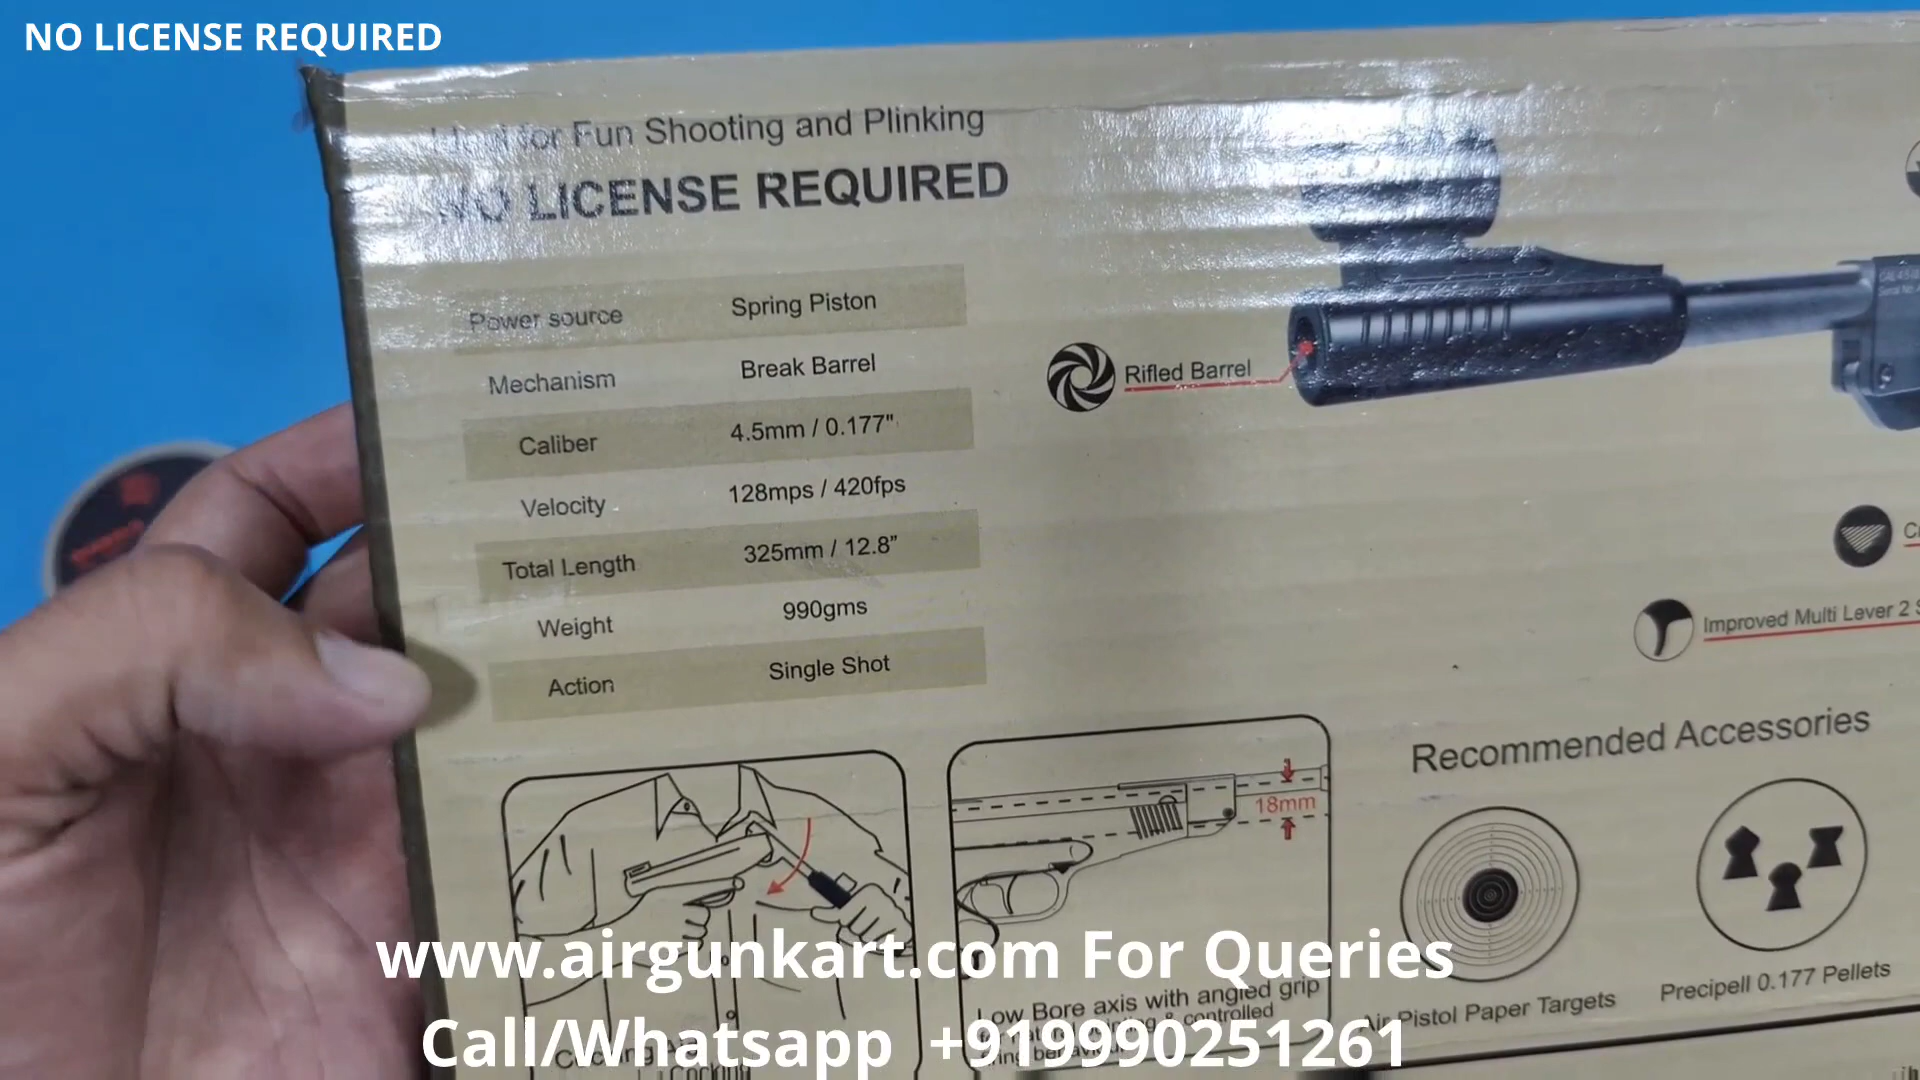 NO LICENSE REQUIRED
for Fun Shooting and Plinking
NO LICENSE REQUIRED
Power source Spring Piston
Mechanism Break Barrel
Caliber 4.5mm / 0.177"
Velocity 128mps / 420fps
Total Length 325mm / 12.8"
Weight 990gms
Action Single Shot
Rifled Barrel
Improved Multi Lever 2
Recommended Accessories
18mm
Air Pistol Paper Targets
Precipell 0.177 Pellets
Low Bore axis with angled grip
controlled
www.airgunkart.com For Queries
Call/Whatsapp +919990251261